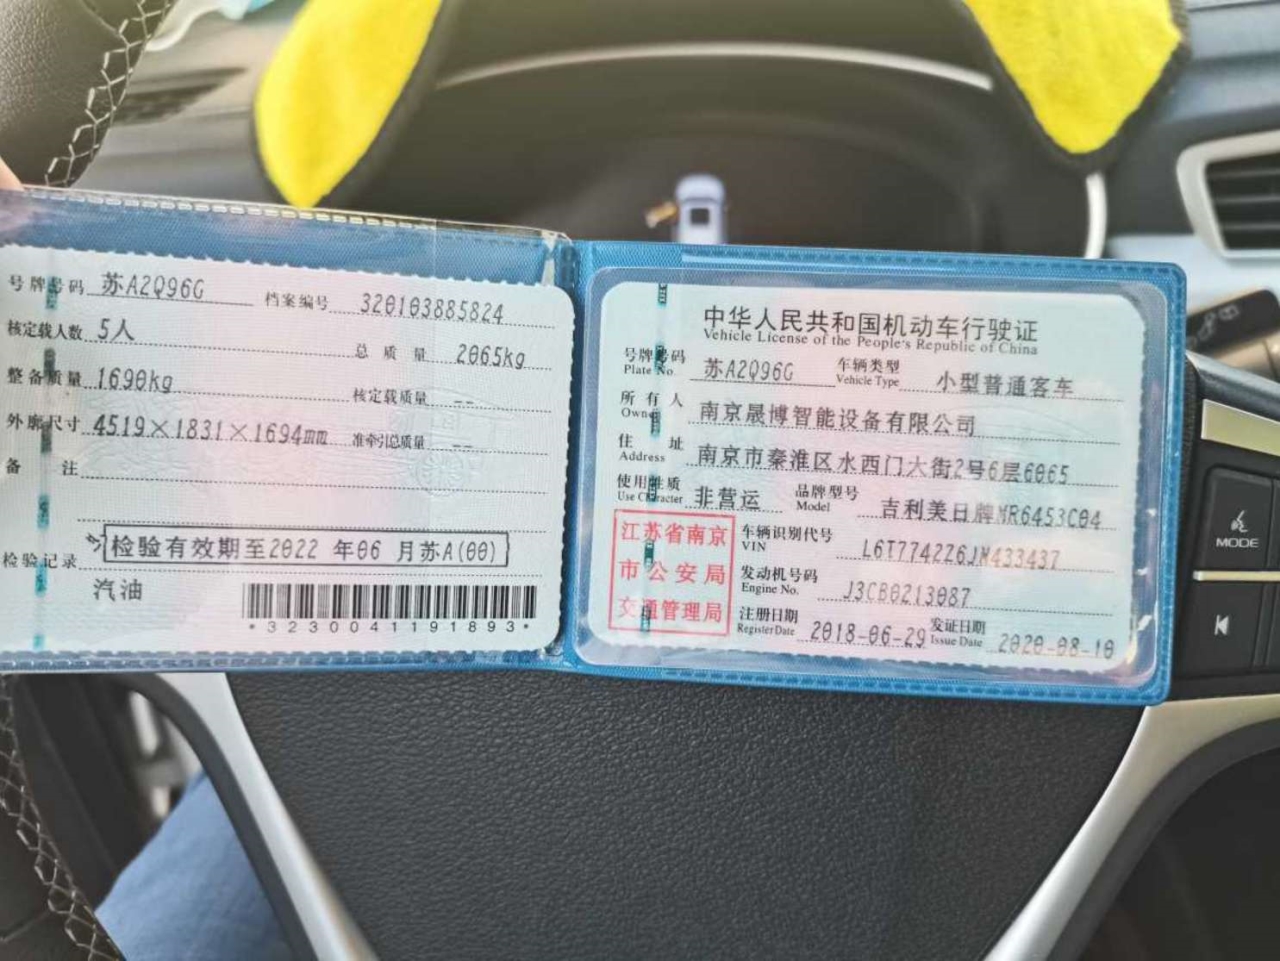 号牌号码 苏A2Q96G 档案编号 320103885824
核定载人数 5人 总质量 2065kg
整备质量 1690kg 核定载质量 --
外廓尺寸 4519×1831×1694mm 准牵引总质量 --
备注
检验记录 检验有效期至2022 年06 月苏A(00)
汽油
*3230041191893*
中华人民共和国机动车行驶证
Vehicle License of the People's Republic of China
号牌号码 苏A2Q96G 车辆类型 小型普通客车
Plate No. Vehicle Type
所有人 南京晟博智能设备有限公司
Owner
住址 南京市秦淮区水西门大街2号6层6065
Address
使用性质 非营运 品牌型号 吉利美日牌MR6453C04
Use Character Model
江苏省南京
市公安局
交通管理局
车辆识别代号 L6T7742Z6JN433437
VIN
发动机号码 J3CB0213087
Engine No.
注册日期 2018-06-29 发证日期 2020-08-10
Register Date Issue Date
MODE